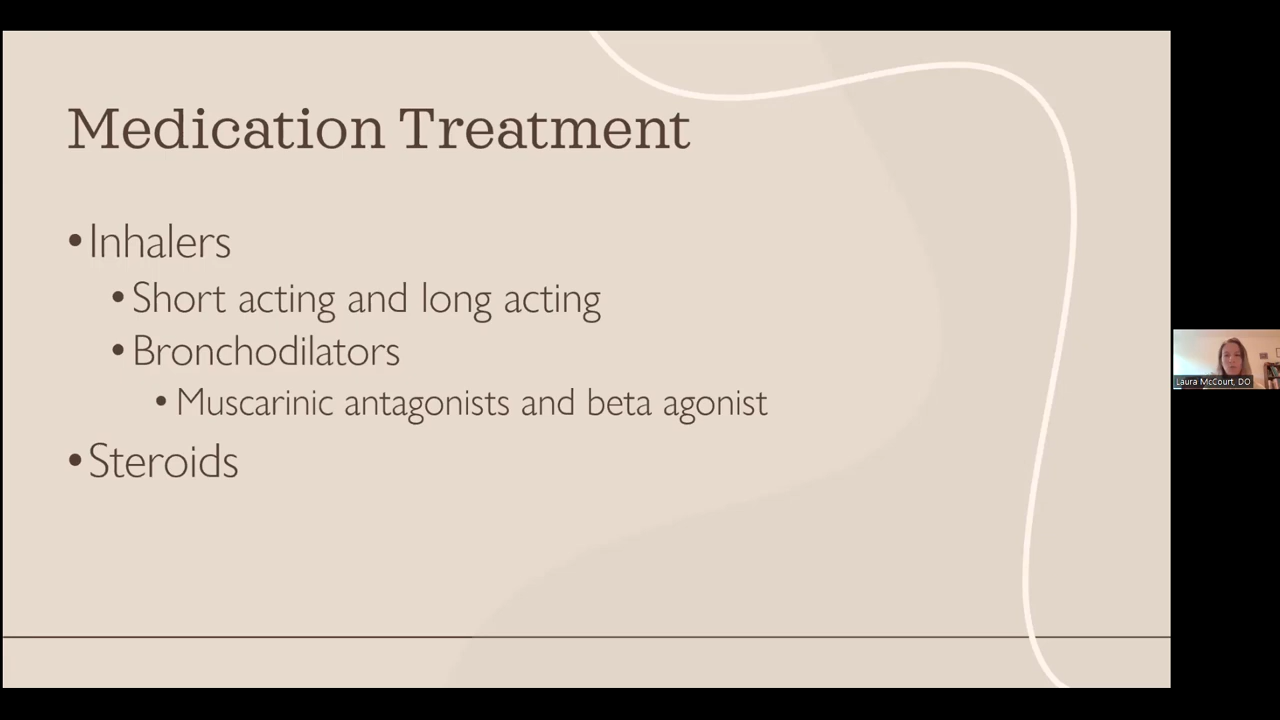 Medication Treatment
•Inhalers
•Short acting and long acting
•Bronchodilators
•Muscarinic antagonists and beta agonist
•Steroids
Laura McCourt, DO